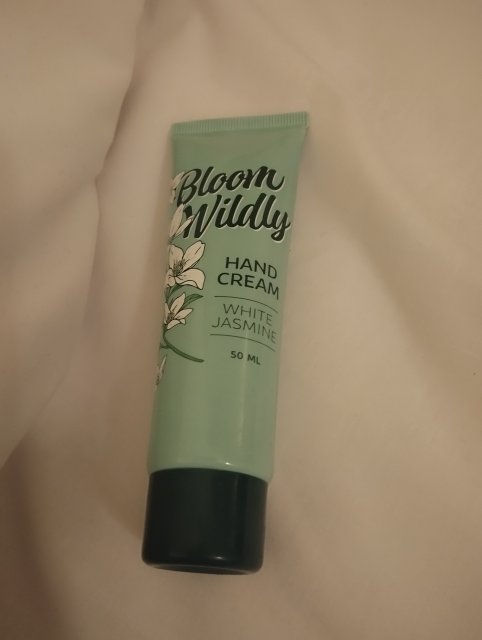 Bloom
Wildly
HAND
CREAM
WHITE
JASMINE
50 ML